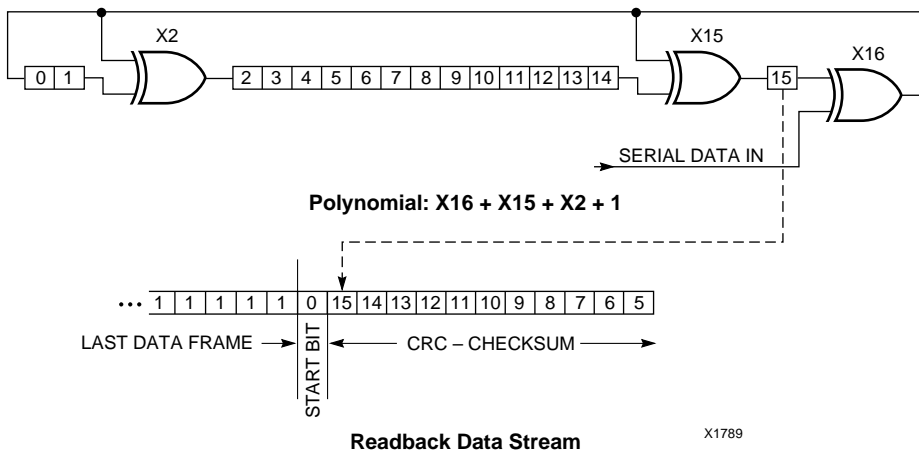 X2
X15
X16
0 1
2 3 4 5 6 7 8 9 10 11 12 13 14
15
SERIAL DATA IN
Polynomial: X16 + X15 + X2 + 1
••• 1 1 1 1 1 0 15 14 13 12 11 10 9 8 7 6 5
LAST DATA FRAME
START BIT
CRC – CHECKSUM
Readback Data Stream
X1789